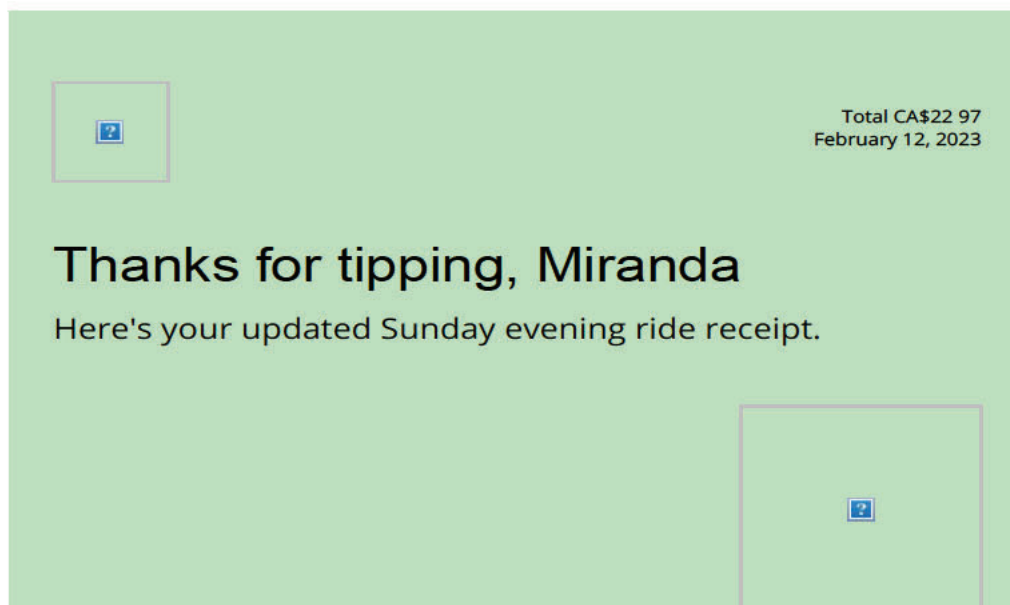 Total CA$22 97
February 12, 2023
Thanks for tipping, Miranda
Here's your updated Sunday evening ride receipt.